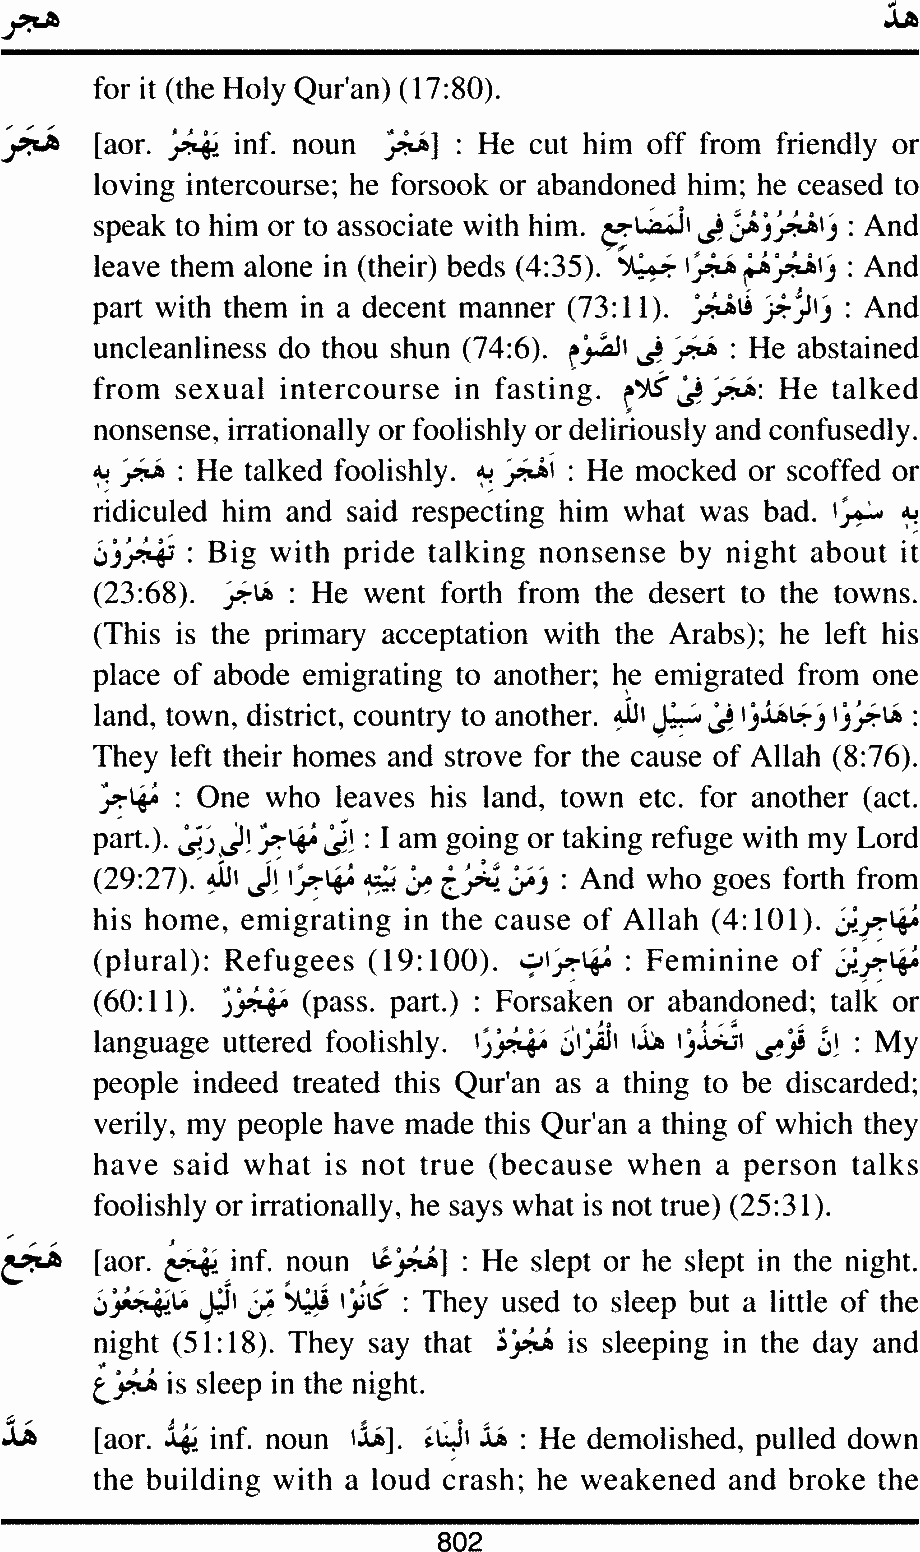 هجر هدّ
for it (the Holy Qur'an) (17:80).
هَجَرَ [aor. يَهْجُرُ inf. noun هَجْرٌ] : He cut him off from friendly or
loving intercourse; he forsook or abandoned him; he ceased to
speak to him or to associate with him. وَاهْجُرُوْهُنَّ فِى الْمَضَاجِعِ : And
leave them alone in (their) beds (4:35). وَاهْجُرْهُمْ هَجْرًا جَمِيْلاً : And
part with them in a decent manner (73:11). وَالرُّجْزَ فَاهْجُرْ : And
uncleanliness do thou shun (74:6). هَجَرَ فِى الصَّوْمِ : He abstained
from sexual intercourse in fasting. هَجَرَ فِىْ كَلامِهِ: He talked
nonsense, irrationally or foolishly or deliriously and confusedly.
هَجَرَ بِهٖ : He talked foolishly. اَهْجَرَ بِهٖ : He mocked or scoffed or
ridiculed him and said respecting him what was bad. بِهٖ سٰمِرًا
تَهْجُرُوْنَ : Big with pride talking nonsense by night about it
(23:68). هَاجَرَ : He went forth from the desert to the towns.
(This is the primary acceptation with the Arabs); he left his
place of abode emigrating to another; he emigrated from one
land, town, district, country to another. هَاجَرُوْا وَجَاهَدُوْا فِىْ سَبِيْلِ اللّٰهِ :
They left their homes and strove for the cause of Allah (8:76).
مُهَاجِرٌ : One who leaves his land, town etc. for another (act.
part.). اِنِّىْ مُهَاجِرٌ اِلٰى رَبِّىْ : I am going or taking refuge with my Lord
(29:27). وَمَنْ يَّخْرُجْ مِنْ بَيْتِهٖ مُهَاجِرًا اِلَى اللّٰهِ : And who goes forth from
his home, emigrating in the cause of Allah (4:101). مُهَاجِرِيْنَ
(plural): Refugees (19:100). مُهَاجِرَاتٍ : Feminine of مُهَاجِرِيْنَ
(60:11). مَهْجُوْرٌ (pass. part.) : Forsaken or abandoned; talk or
language uttered foolishly. اِنَّ قَوْمِى اتَّخَذُوْا هٰذَا الْقُرْاٰنَ مَهْجُوْرًا : My
people indeed treated this Qur'an as a thing to be discarded;
verily, my people have made this Qur'an a thing of which they
have said what is not true (because when a person talks
foolishly or irrationally, he says what is not true) (25:31).
هَجَعَ [aor. يَهْجَعُ inf. noun هُجُوْعًا] : He slept or he slept in the night.
كَانُوْا قَلِيْلاً مِّنَ الَّيْلِ مَايَهْجَعُوْنَ : They used to sleep but a little of the
night (51:18). They say that هُجُوْدٌ is sleeping in the day and
هُجُوْعٌ is sleep in the night.
هَدَّ [aor. يَهُدُّ inf. noun هَدًّا]. هَدَّ الْبِنَاءَ : He demolished, pulled down
the building with a loud crash; he weakened and broke the
802